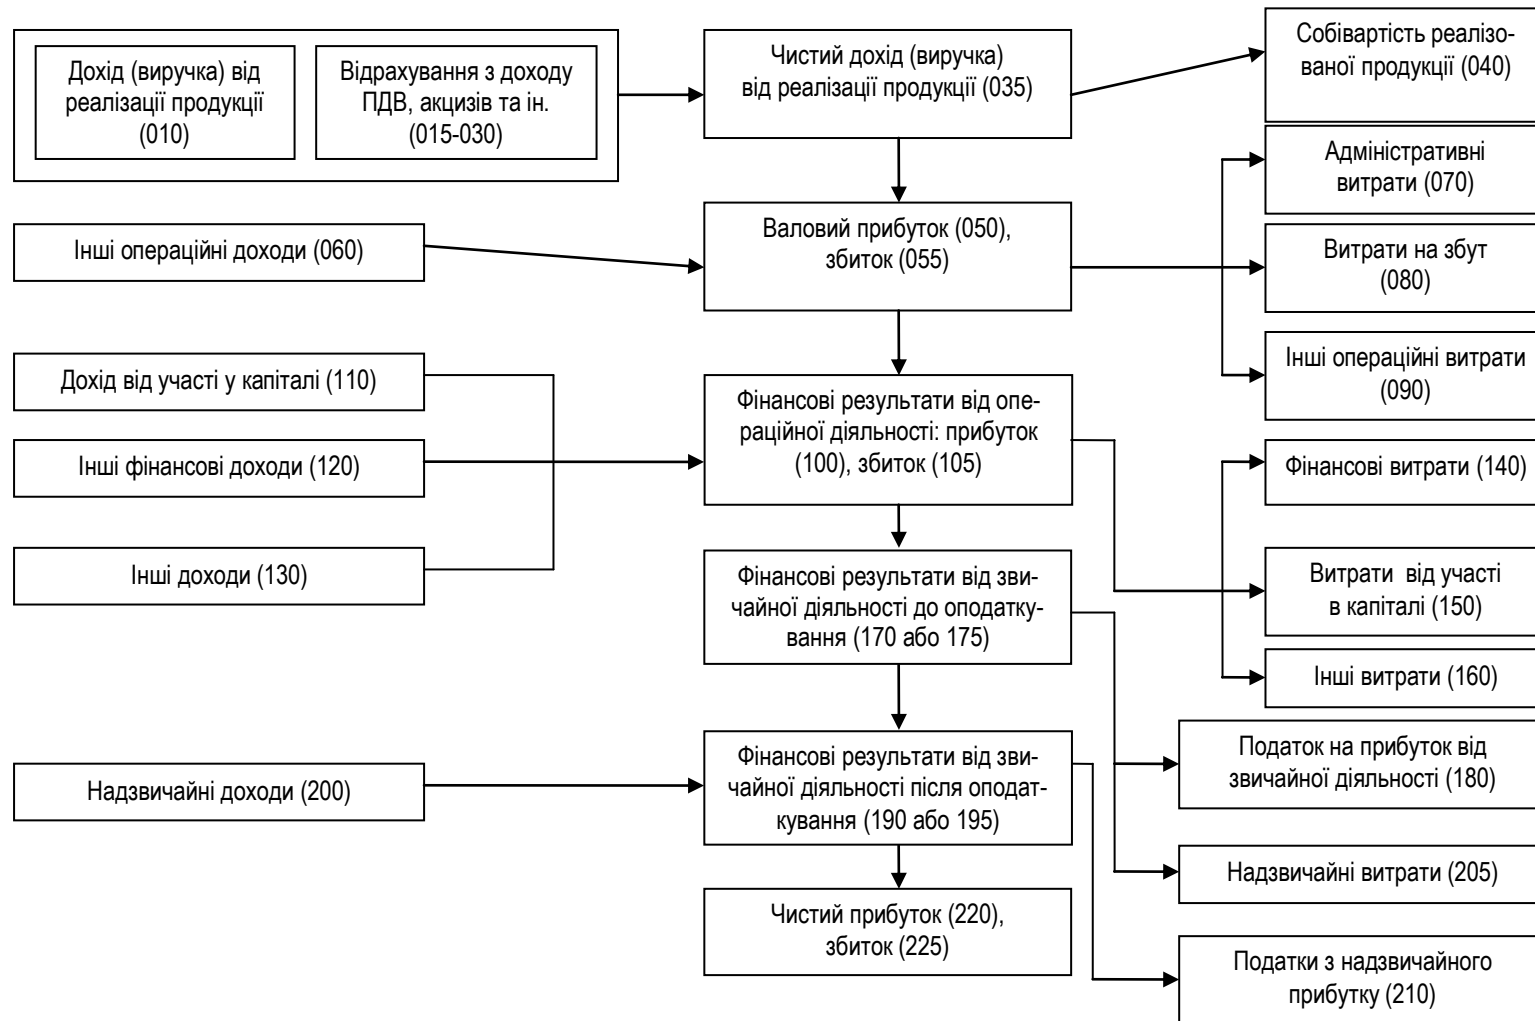 Дохід (виручка) від
реалізації продукції
(010)
Відрахування з доходу
ПДВ, акцизів та ін.
(015-030)
Чистий дохід (виручка)
від реалізації продукції (035)
Собівартість реалізо-
ваної продукції (040)
Адміністративні
витрати (070)
Інші операційні доходи (060)
Валовий прибуток (050),
збиток (055)
Витрати на збут
(080)
Інші операційні витрати
(090)
Дохід від участі у капіталі (110)
Інші фінансові доходи (120)
Інші доходи (130)
Фінансові результати від опе-
раційної діяльності: прибуток
(100), збиток (105)
Фінансові витрати (140)
Витрати від участі
в капіталі (150)
Інші витрати (160)
Фінансові результати від зви-
чайної діяльності до оподатку-
вання (170 або 175)
Податок на прибуток від
звичайної діяльності (180)
Надзвичайні доходи (200)
Фінансові результати від зви-
чайної діяльності після оподат-
кування (190 або 195)
Надзвичайні витрати (205)
Чистий прибуток (220),
збиток (225)
Податки з надзвичайного
прибутку (210)